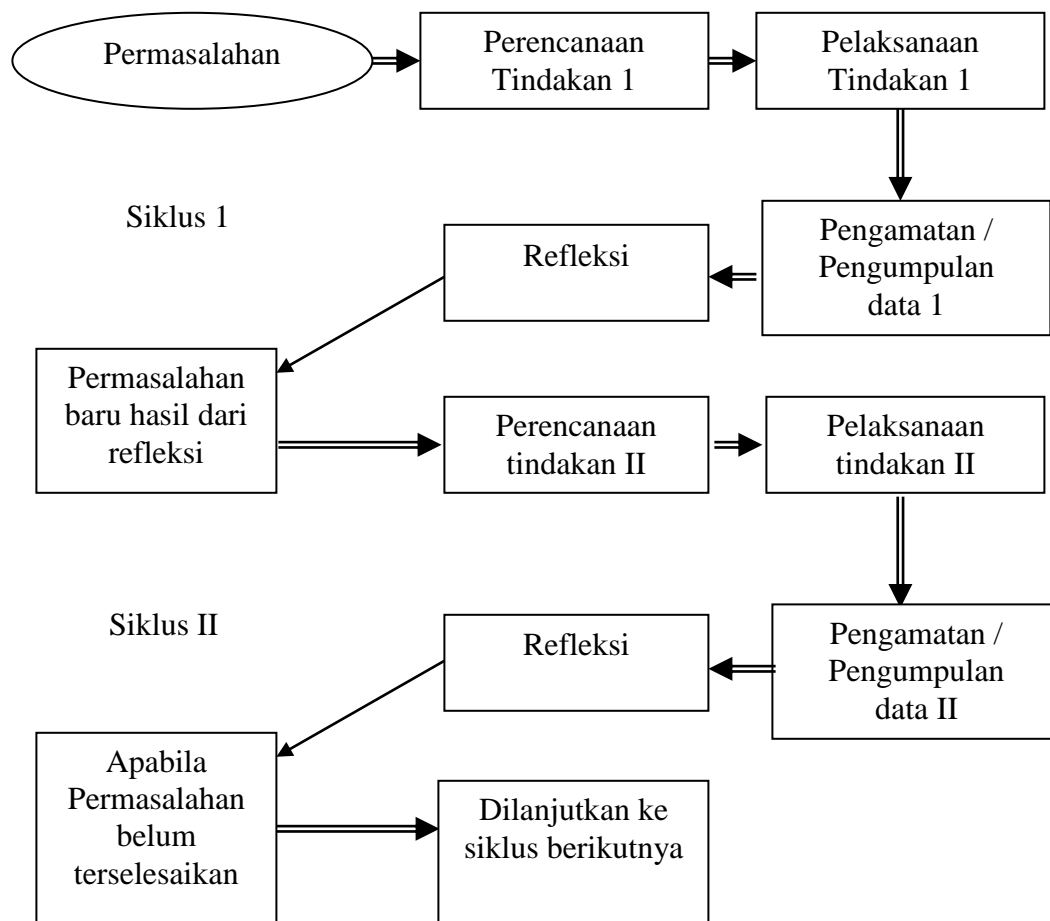 Permasalahan
Perencanaan
Tindakan 1
Pelaksanaan
Tindakan 1
Siklus 1
Refleksi
Pengamatan /
Pengumpulan
data 1
Permasalahan
baru hasil dari
refleksi
Perencanaan
tindakan II
Pelaksanaan
tindakan II
Siklus II
Refleksi
Pengamatan /
Pengumpulan
data II
Apabila
Permasalahan
belum
terselesaikan
Dilanjutkan ke
siklus berikutnya